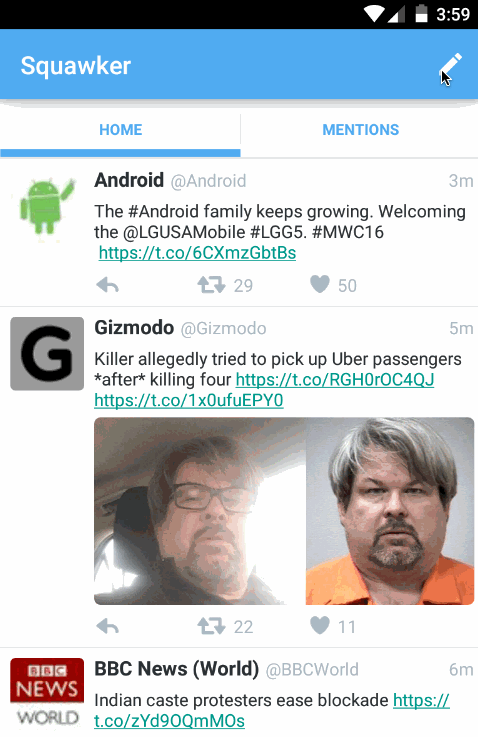 3:59
Squawker
HOME
MENTIONS
Android @Android 3m
The #Android family keeps growing. Welcoming
the @LGUSAMobile #LGG5. #MWC16
https://t.co/6CXmzGbtBs
29 50
G
Gizmodo @Gizmodo 5m
Killer allegedly tried to pick up Uber passengers
*after* killing four https://t.co/RGH0rOC4QJ
https://t.co/1x0ufuEPY0
22 11
BBC
NEWS
WORLD
BBC News (World) @BBCWorld 6m
Indian caste protesters ease blockade https://
t.co/zYd9OQmMOs